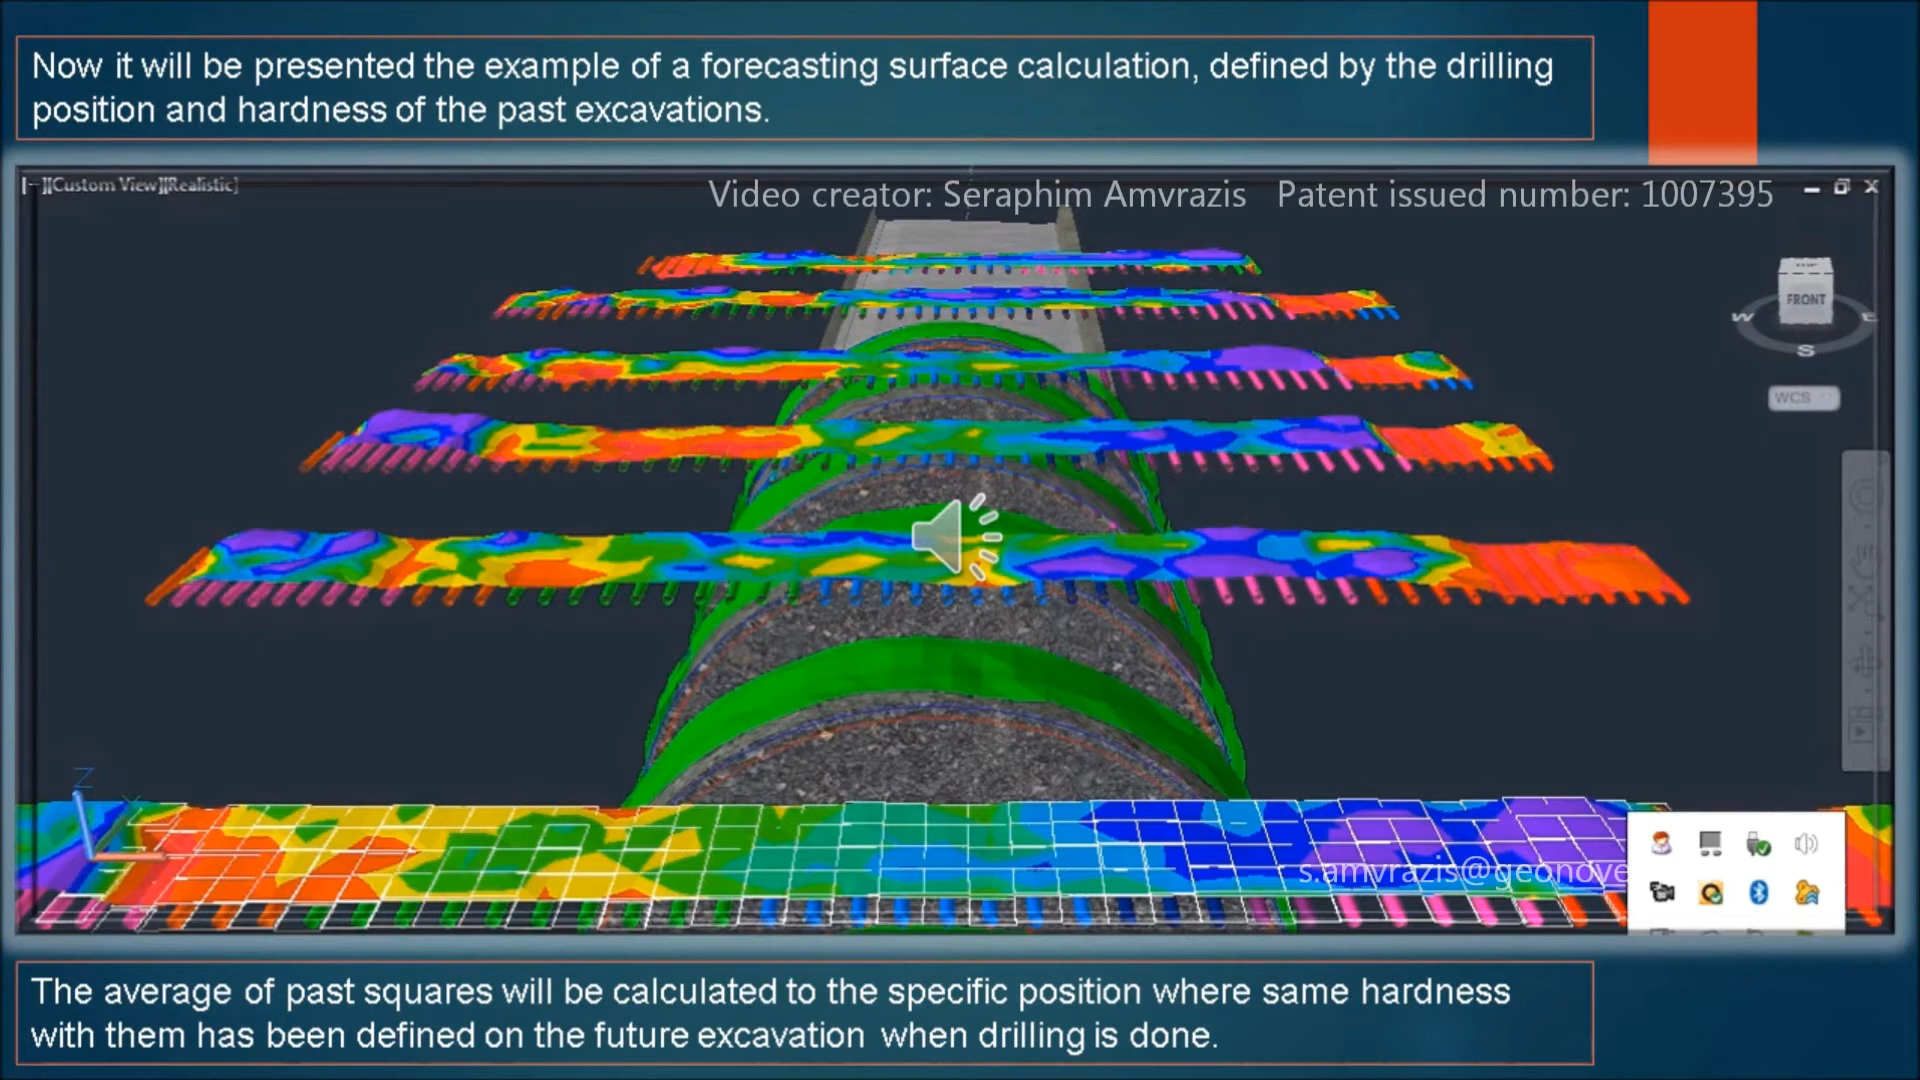 Now it will be presented the example of a forecasting surface calculation, defined by the drilling
position and hardness of the past excavations.
[−][Custom View][Realistic]
Video creator: Seraphim Amvrazis Patent issued number: 1007395
FRONT
W
E
S
WCS
Z
s.amvrazis@geonove
The average of past squares will be calculated to the specific position where same hardness
with them has been defined on the future excavation when drilling is done.